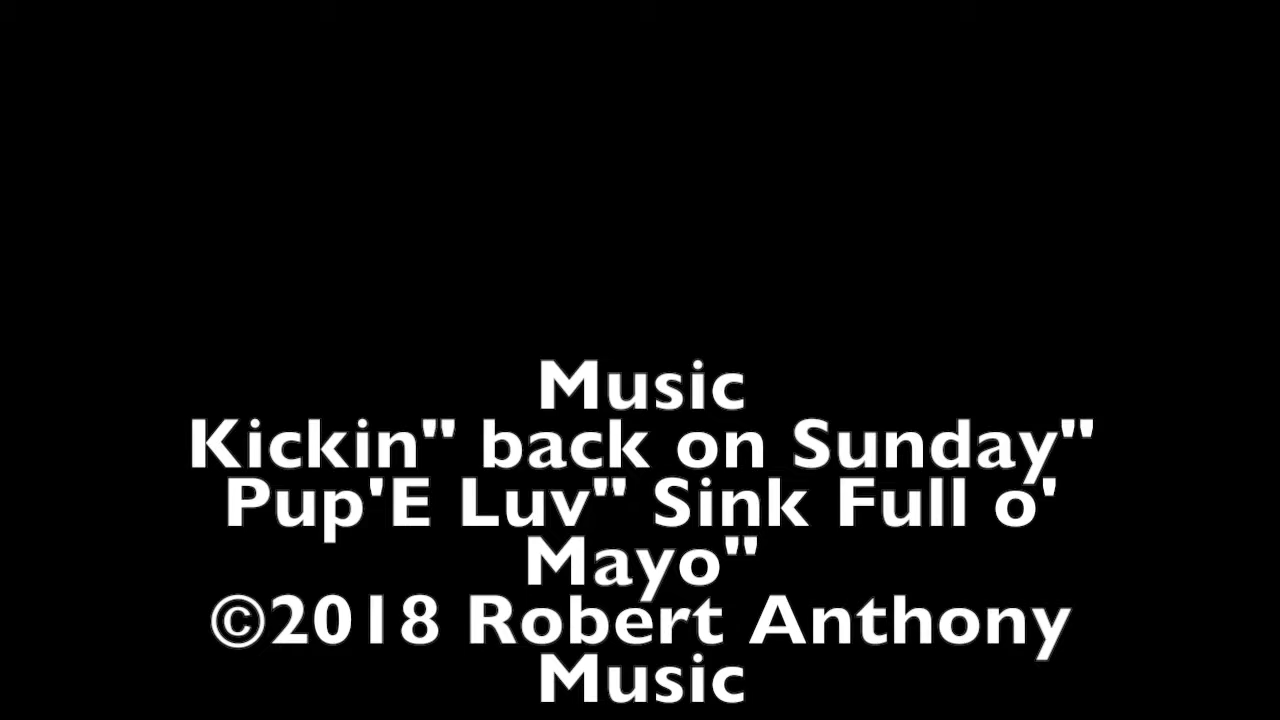 Music
Kickin" back on Sunday"
Pup'E Luv" Sink Full o'
Mayo"
©2018 Robert Anthony
Music